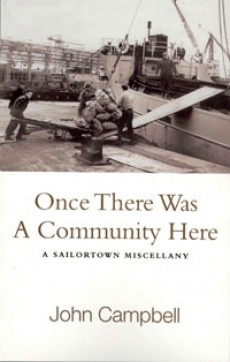 Once There Was
A Community Here
A SAILORTOWN MISCELLANY
John Campbell